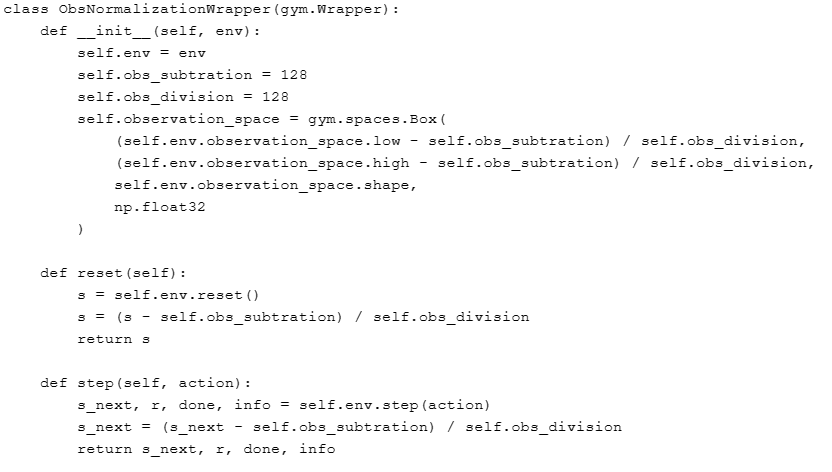 class ObsNormalizationWrapper(gym.Wrapper):
    def __init__(self, env):
        self.env = env
        self.obs_subtration = 128
        self.obs_division = 128
        self.observation_space = gym.spaces.Box(
            (self.env.observation_space.low - self.obs_subtration) / self.obs_division,
            (self.env.observation_space.high - self.obs_subtration) / self.obs_division,
            self.env.observation_space.shape,
            np.float32
        )

    def reset(self):
        s = self.env.reset()
        s = (s - self.obs_subtration) / self.obs_division
        return s

    def step(self, action):
        s_next, r, done, info = self.env.step(action)
        s_next = (s_next - self.obs_subtration) / self.obs_division
        return s_next, r, done, info